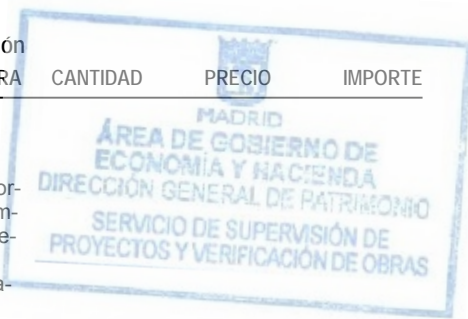 ón
RA CANTIDAD PRECIO IMPORTE
MADRID
ÁREA DE GOBIERNO DE
ECONOMÍA Y HACIENDA
or-
DIRECCIÓN GENERAL DE PATRIMONIO
m-
SERVICIO DE SUPERVISIÓN DE
e-
PROYECTOS Y VERIFICACIÓN DE OBRAS
a-